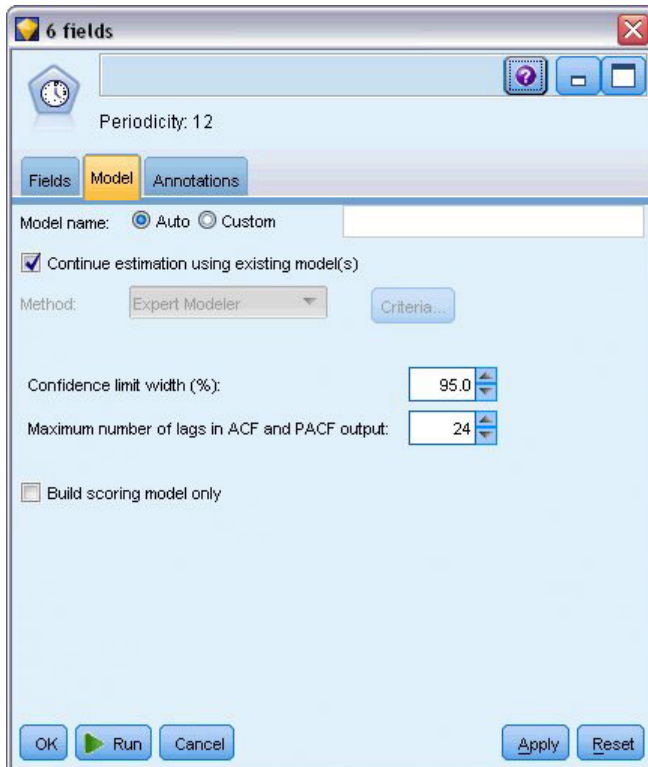 6 fields
?
Periodicity: 12
Fields Model Annotations
Model name: Auto Custom
Continue estimation using existing model(s)
Method: Expert Modeler Criteria...
Confidence limit width (%): 95.0
Maximum number of lags in ACF and PACF output: 24
Build scoring model only
OK Run Cancel Apply Reset